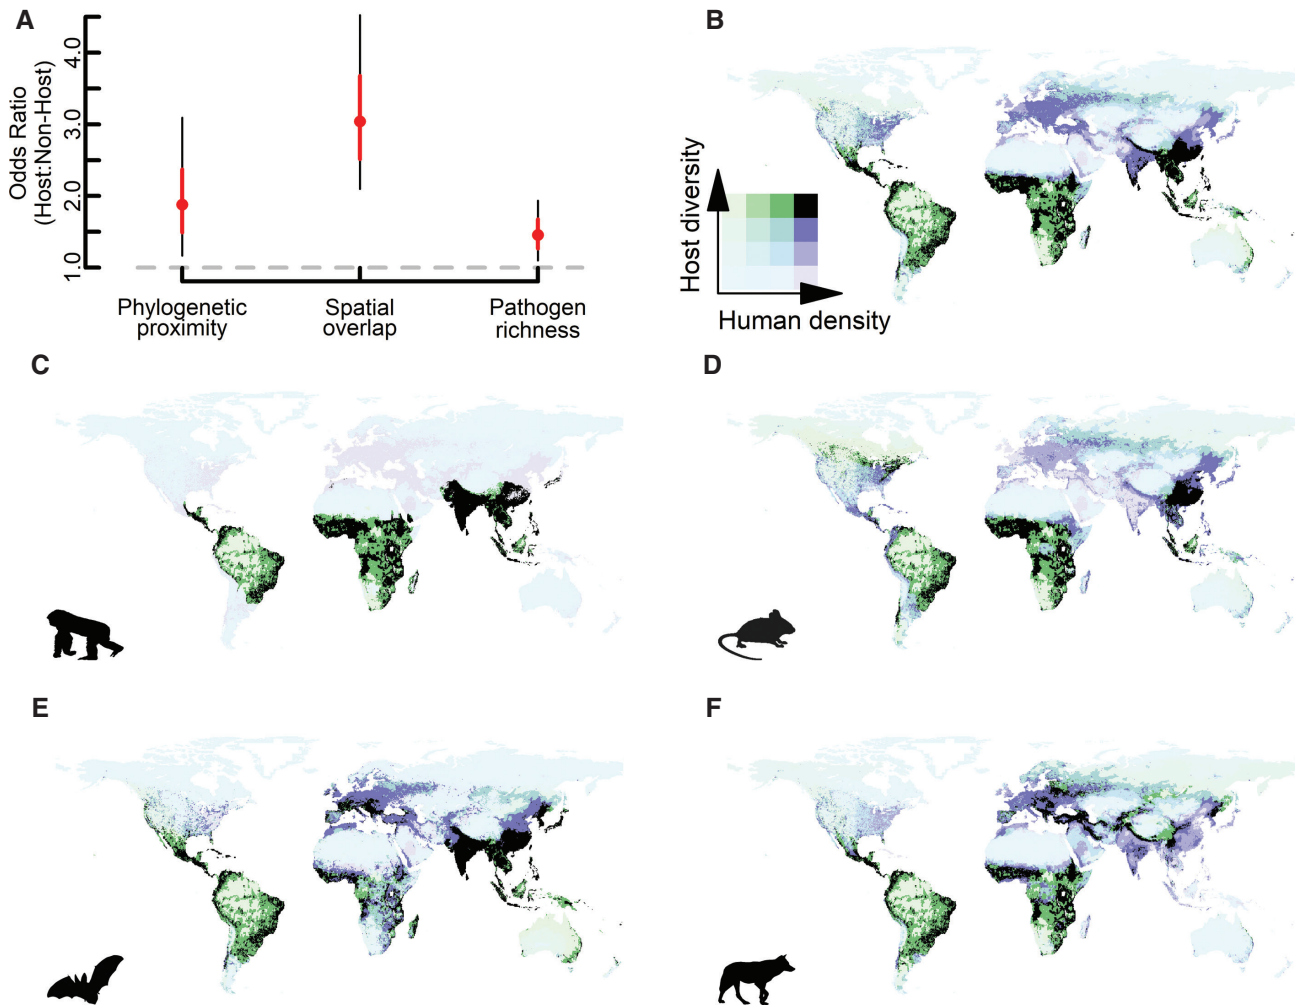 A
Odds Ratio
(Host:Non-Host)
4.0
3.0
2.0
1.0
Phylogenetic
proximity
Spatial
overlap
Pathogen
richness
B
Host diversity
Human density
C
D
E
F